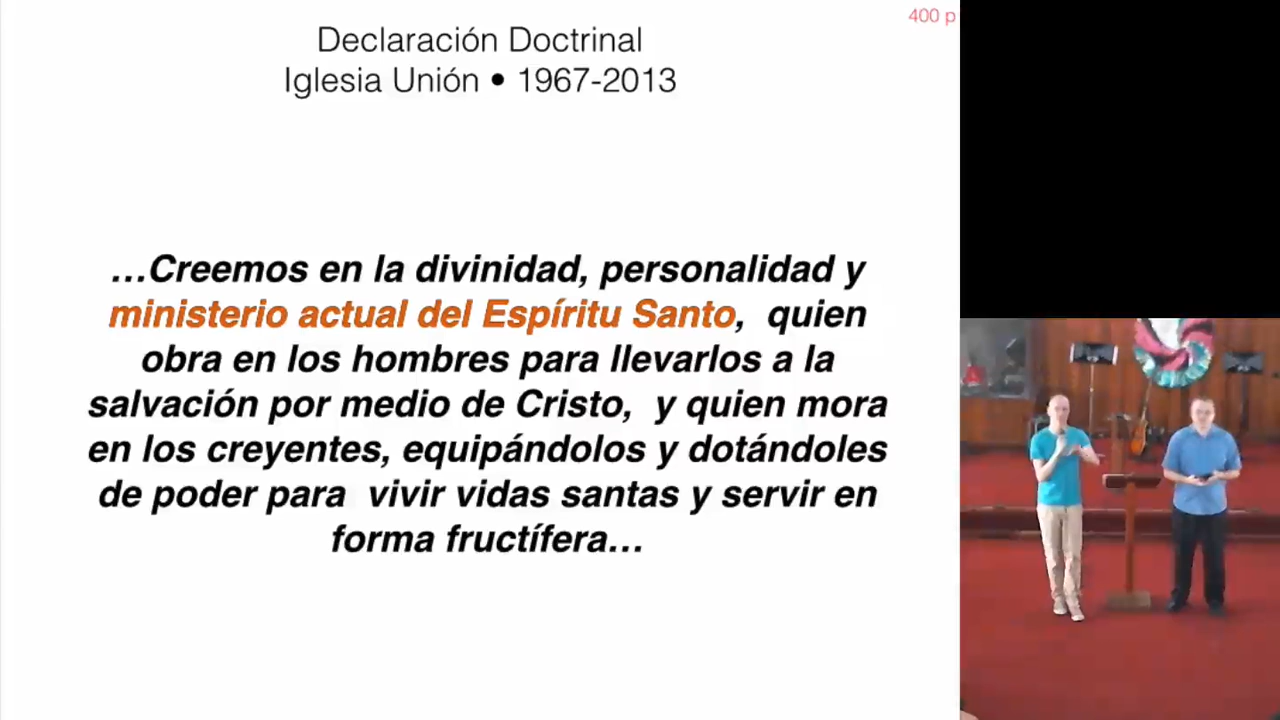 400 p
Declaración Doctrinal
Iglesia Unión • 1967-2013
...Creemos en la divinidad, personalidad y
ministerio actual del Espíritu Santo, quien
obra en los hombres para llevarlos a la
salvación por medio de Cristo, y quien mora
en los creyentes, equipándolos y dotándoles
de poder para vivir vidas santas y servir en
forma fructífera...